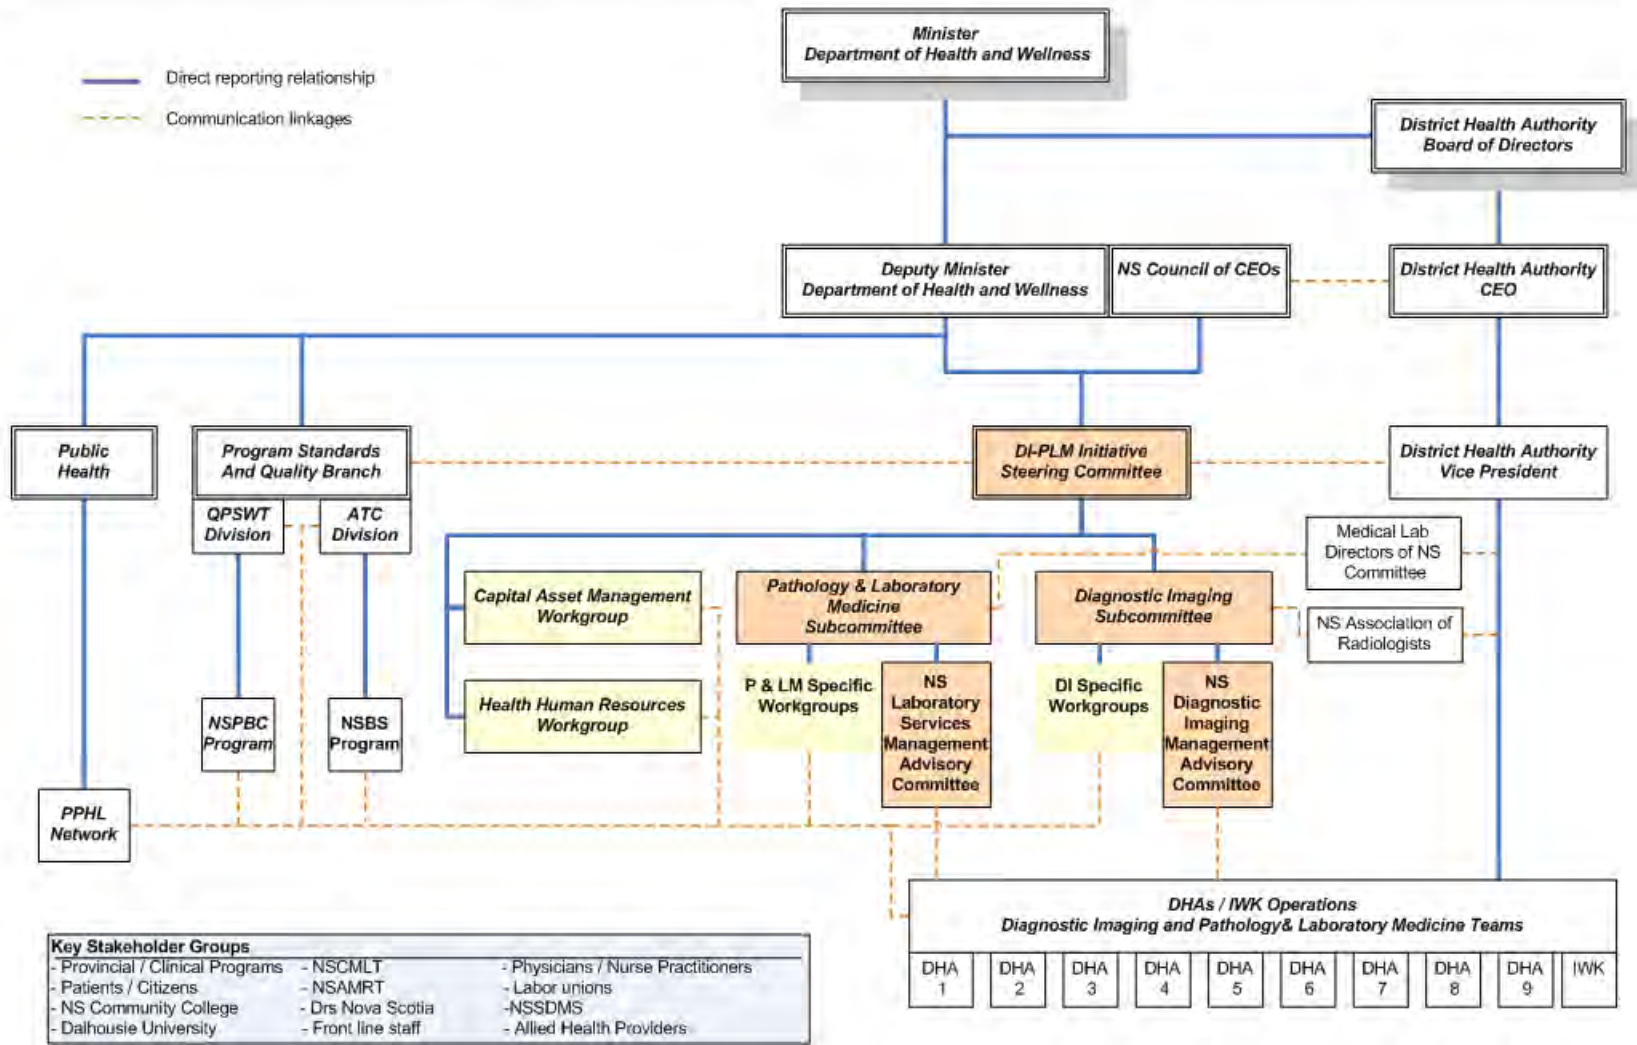 Minister
Department of Health and Wellness
Direct reporting relationship
Communication linkages
District Health Authority
Board of Directors
Deputy Minister
Department of Health and Wellness
NS Council of CEOs
District Health Authority
CEO
Public
Health
Program Standards
And Quality Branch
DI-PLM Initiative
Steering Committee
District Health Authority
Vice President
QPSWT
Division
ATC
Division
Medical Lab
Directors of NS
Committee
Capital Asset Management
Workgroup
Pathology & Laboratory
Medicine
Subcommittee
Diagnostic Imaging
Subcommittee
NS Association of
Radiologists
Health Human Resources
Workgroup
P & LM Specific
Workgroups
NS
Laboratory
Services
Management
Advisory
Committee
DI Specific
Workgroups
NS
Diagnostic
Imaging
Management
Advisory
Committee
NSPBC
Program
NSBS
Program
PPHL
Network
DHAs / IWK Operations
Diagnostic Imaging and Pathology& Laboratory Medicine Teams
DHA
1
DHA
2
DHA
3
DHA
4
DHA
5
DHA
6
DHA
7
DHA
8
DHA
9
IWK
Key Stakeholder Groups
- Provincial / Clinical Programs
- Patients / Citizens
- NS Community College
- Dalhousie University
- NSCMLT
- NSAMRT
- Drs Nova Scotia
- Front line staff
- Physicians / Nurse Practitioners
- Labor unions
-NSSDMS
- Allied Health Providers